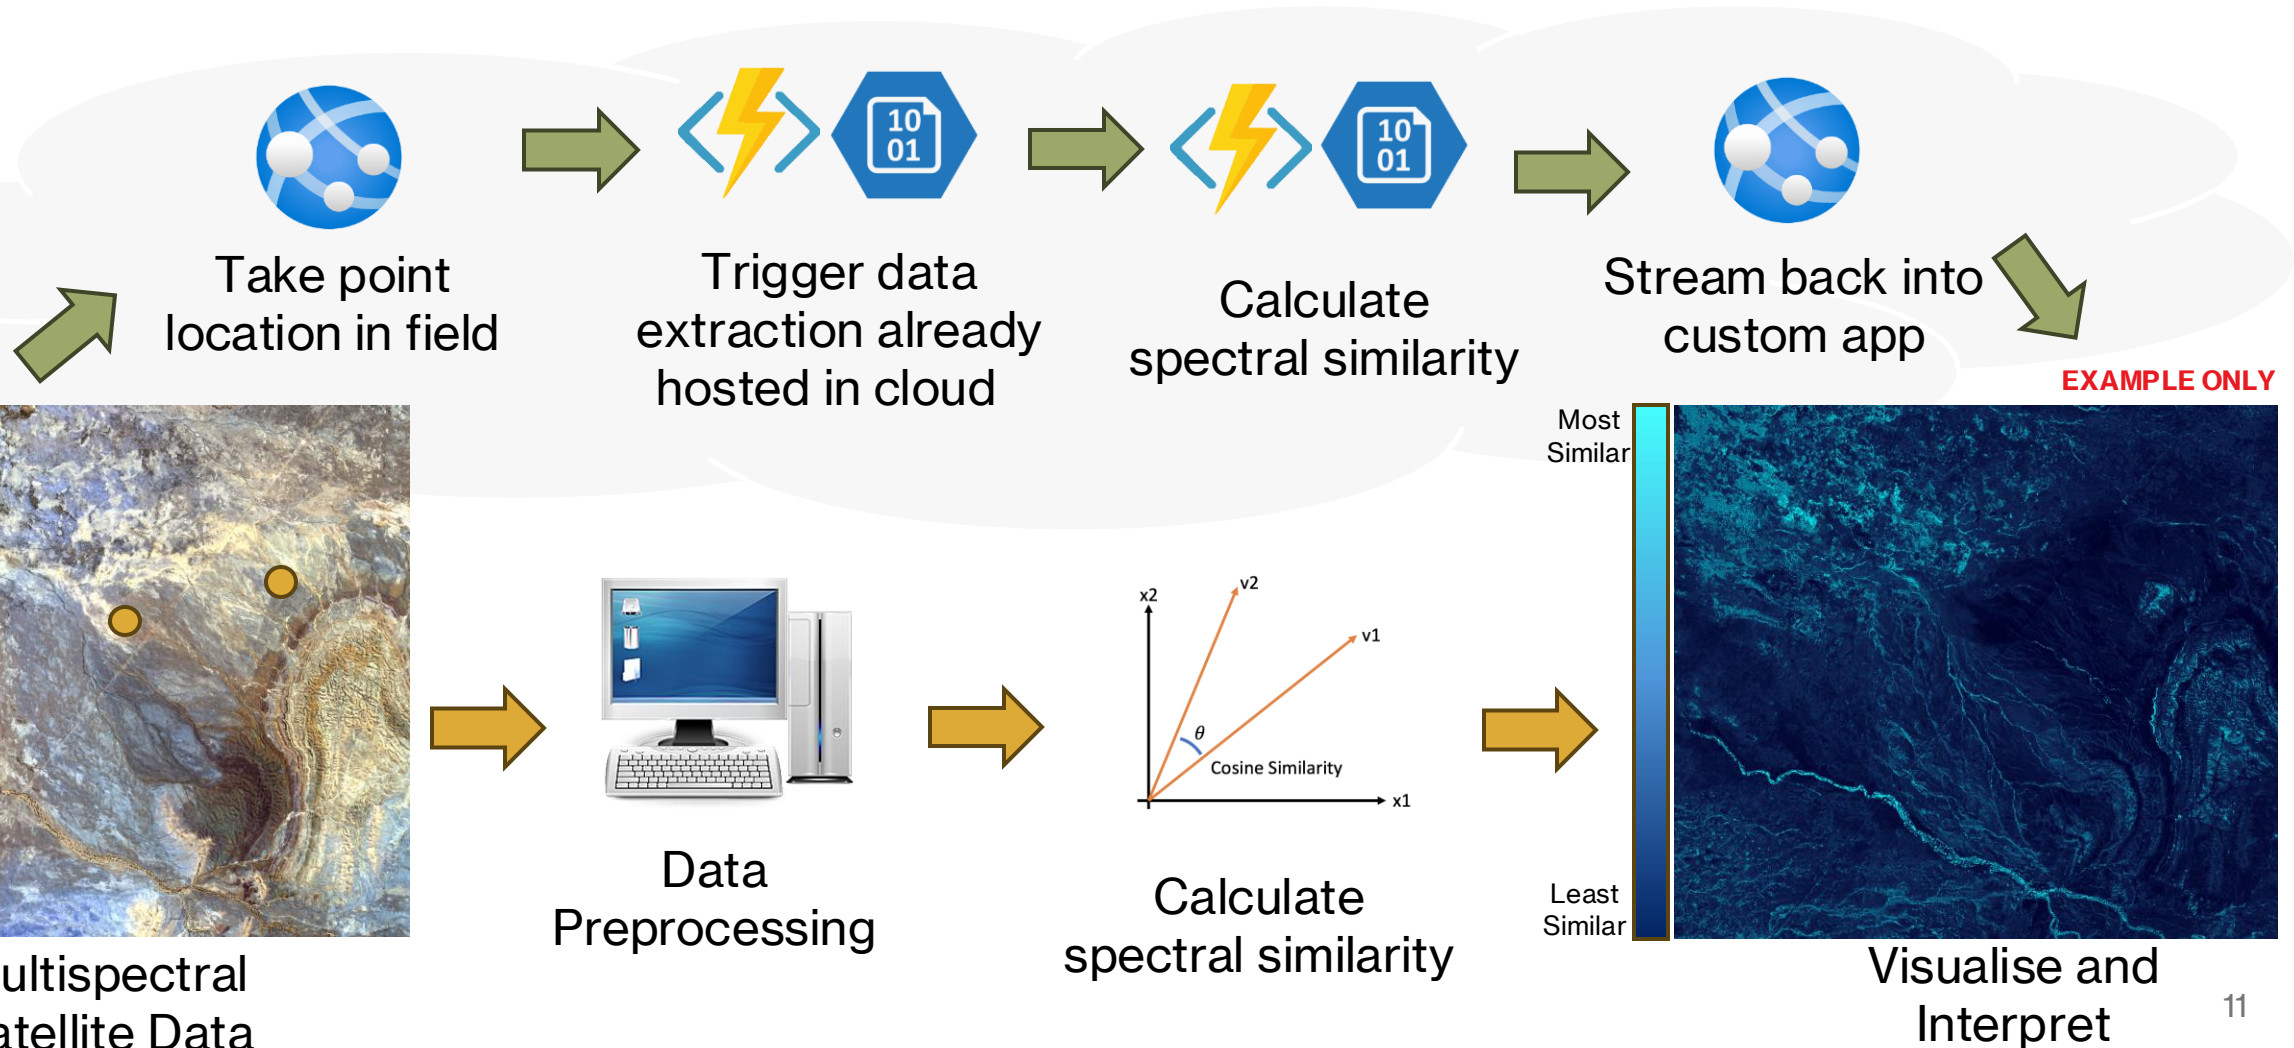 Take point
location in field
10
01
Trigger data
extraction already
hosted in cloud
10
01
Calculate
spectral similarity
Stream back into
custom app
EXAMPLE ONLY
Most
Similar
Least
Similar
ultispectral
atellite Data
Data
Preprocessing
x2
v2
v1
θ
Cosine Similarity
x1
Calculate
spectral similarity
Visualise and
Interpret
11